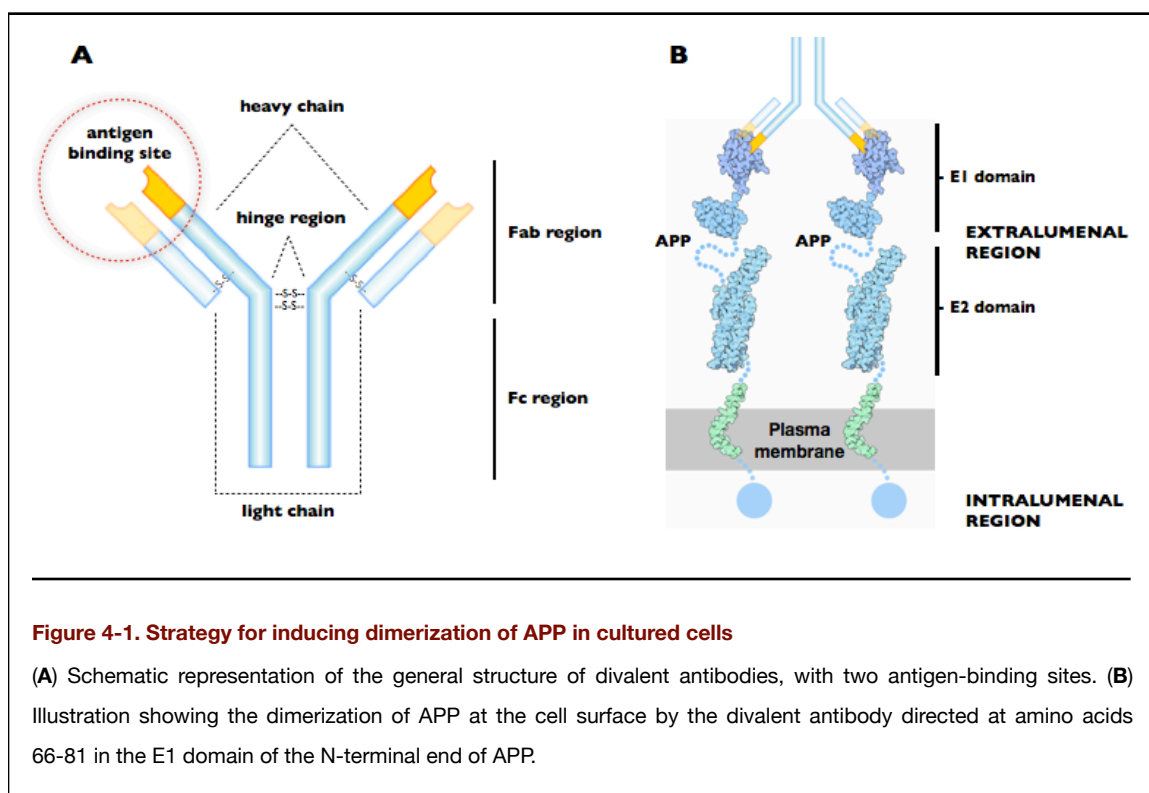 A
heavy chain
antigen
binding site
hinge region
Fab region
-S-S-
--S-S--
--S-S--
-S-S-
Fc region
light chain
B
E1 domain
APP
APP
EXTRALUMENAL
REGION
E2 domain
Plasma
membrane
INTRALUMENAL
REGION
Figure 4-1. Strategy for inducing dimerization of APP in cultured cells
(A) Schematic representation of the general structure of divalent antibodies, with two antigen-binding sites. (B)
Illustration showing the dimerization of APP at the cell surface by the divalent antibody directed at amino acids
66-81 in the E1 domain of the N-terminal end of APP.